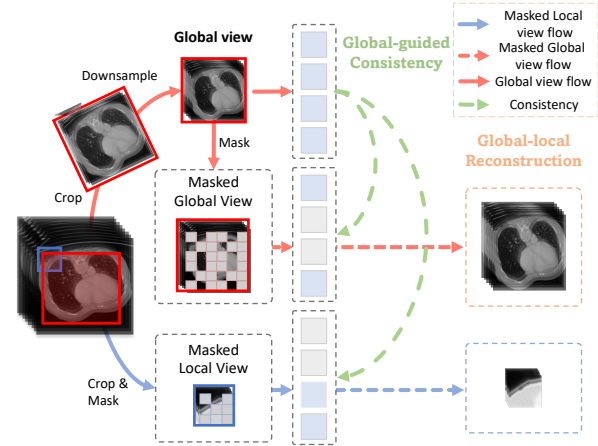 Global view
Downsample
Mask
Crop
Masked
Global View
Masked
Local View
Crop &
Mask
Global-guided
Consistency
Masked Local
view flow
Masked Global
view flow
Global view flow
Consistency
Global-local
Reconstruction